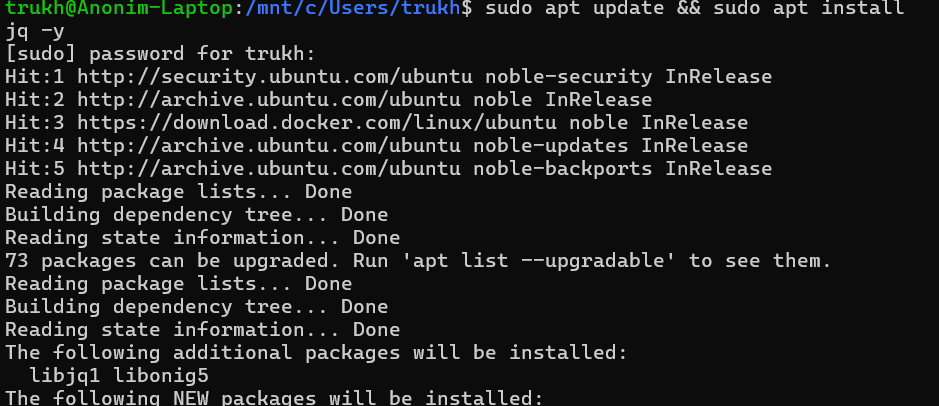 trukh@Anonim-Laptop:/mnt/c/Users/trukh$ sudo apt update && sudo apt install
jq -y
[sudo] password for trukh:
Hit:1 http://security.ubuntu.com/ubuntu noble-security InRelease
Hit:2 http://archive.ubuntu.com/ubuntu noble InRelease
Hit:3 https://download.docker.com/linux/ubuntu noble InRelease
Hit:4 http://archive.ubuntu.com/ubuntu noble-updates InRelease
Hit:5 http://archive.ubuntu.com/ubuntu noble-backports InRelease
Reading package lists... Done
Building dependency tree... Done
Reading state information... Done
73 packages can be upgraded. Run 'apt list --upgradable' to see them.
Reading package lists... Done
Building dependency tree... Done
Reading state information... Done
The following additional packages will be installed:
  libjq1 libonig5
The following NEW packages will be installed: